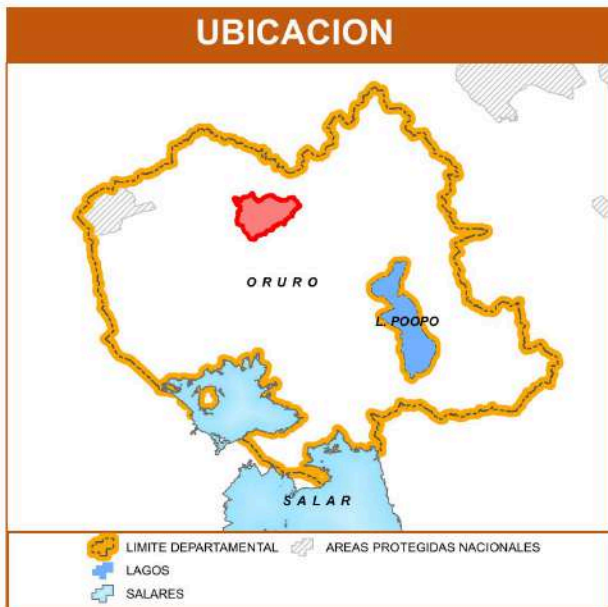 UBICACION
ORURO
L. POOPO
SALAR
LIMITE DEPARTAMENTAL
AREAS PROTEGIDAS NACIONALES
LAGOS
SALARES